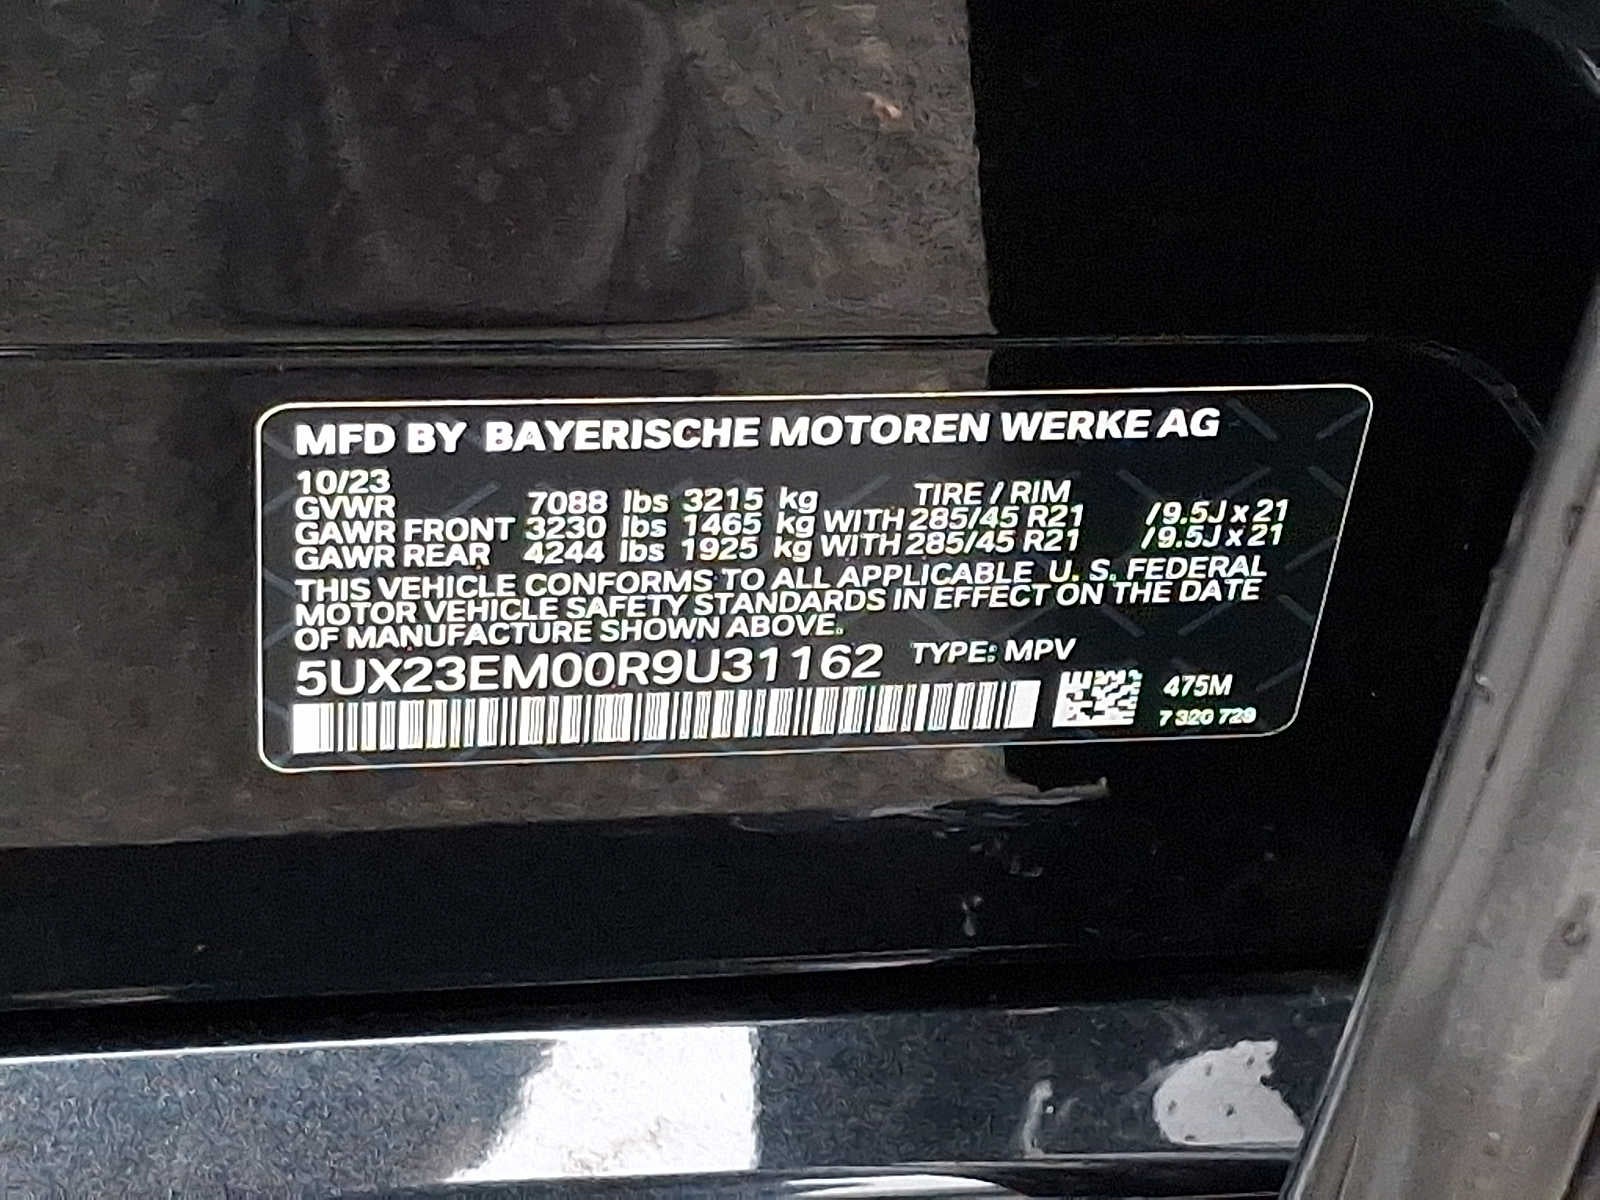 MFD BY BAYERISCHE MOTOREN WERKE AG
10/23
GVWR 7088 lbs 3215 kg TIRE / RIM
GAWR FRONT 3230 lbs 1465 kg WITH 285/45 R21 /9.5J x 21
GAWR REAR 4244 lbs 1925 kg WITH 285/45 R21 /9.5J x 21
THIS VEHICLE CONFORMS TO ALL APPLICABLE U. S. FEDERAL
MOTOR VEHICLE SAFETY STANDARDS IN EFFECT ON THE DATE
OF MANUFACTURE SHOWN ABOVE.
5UX23EM00R9U31162 TYPE: MPV
475M
7 320 729